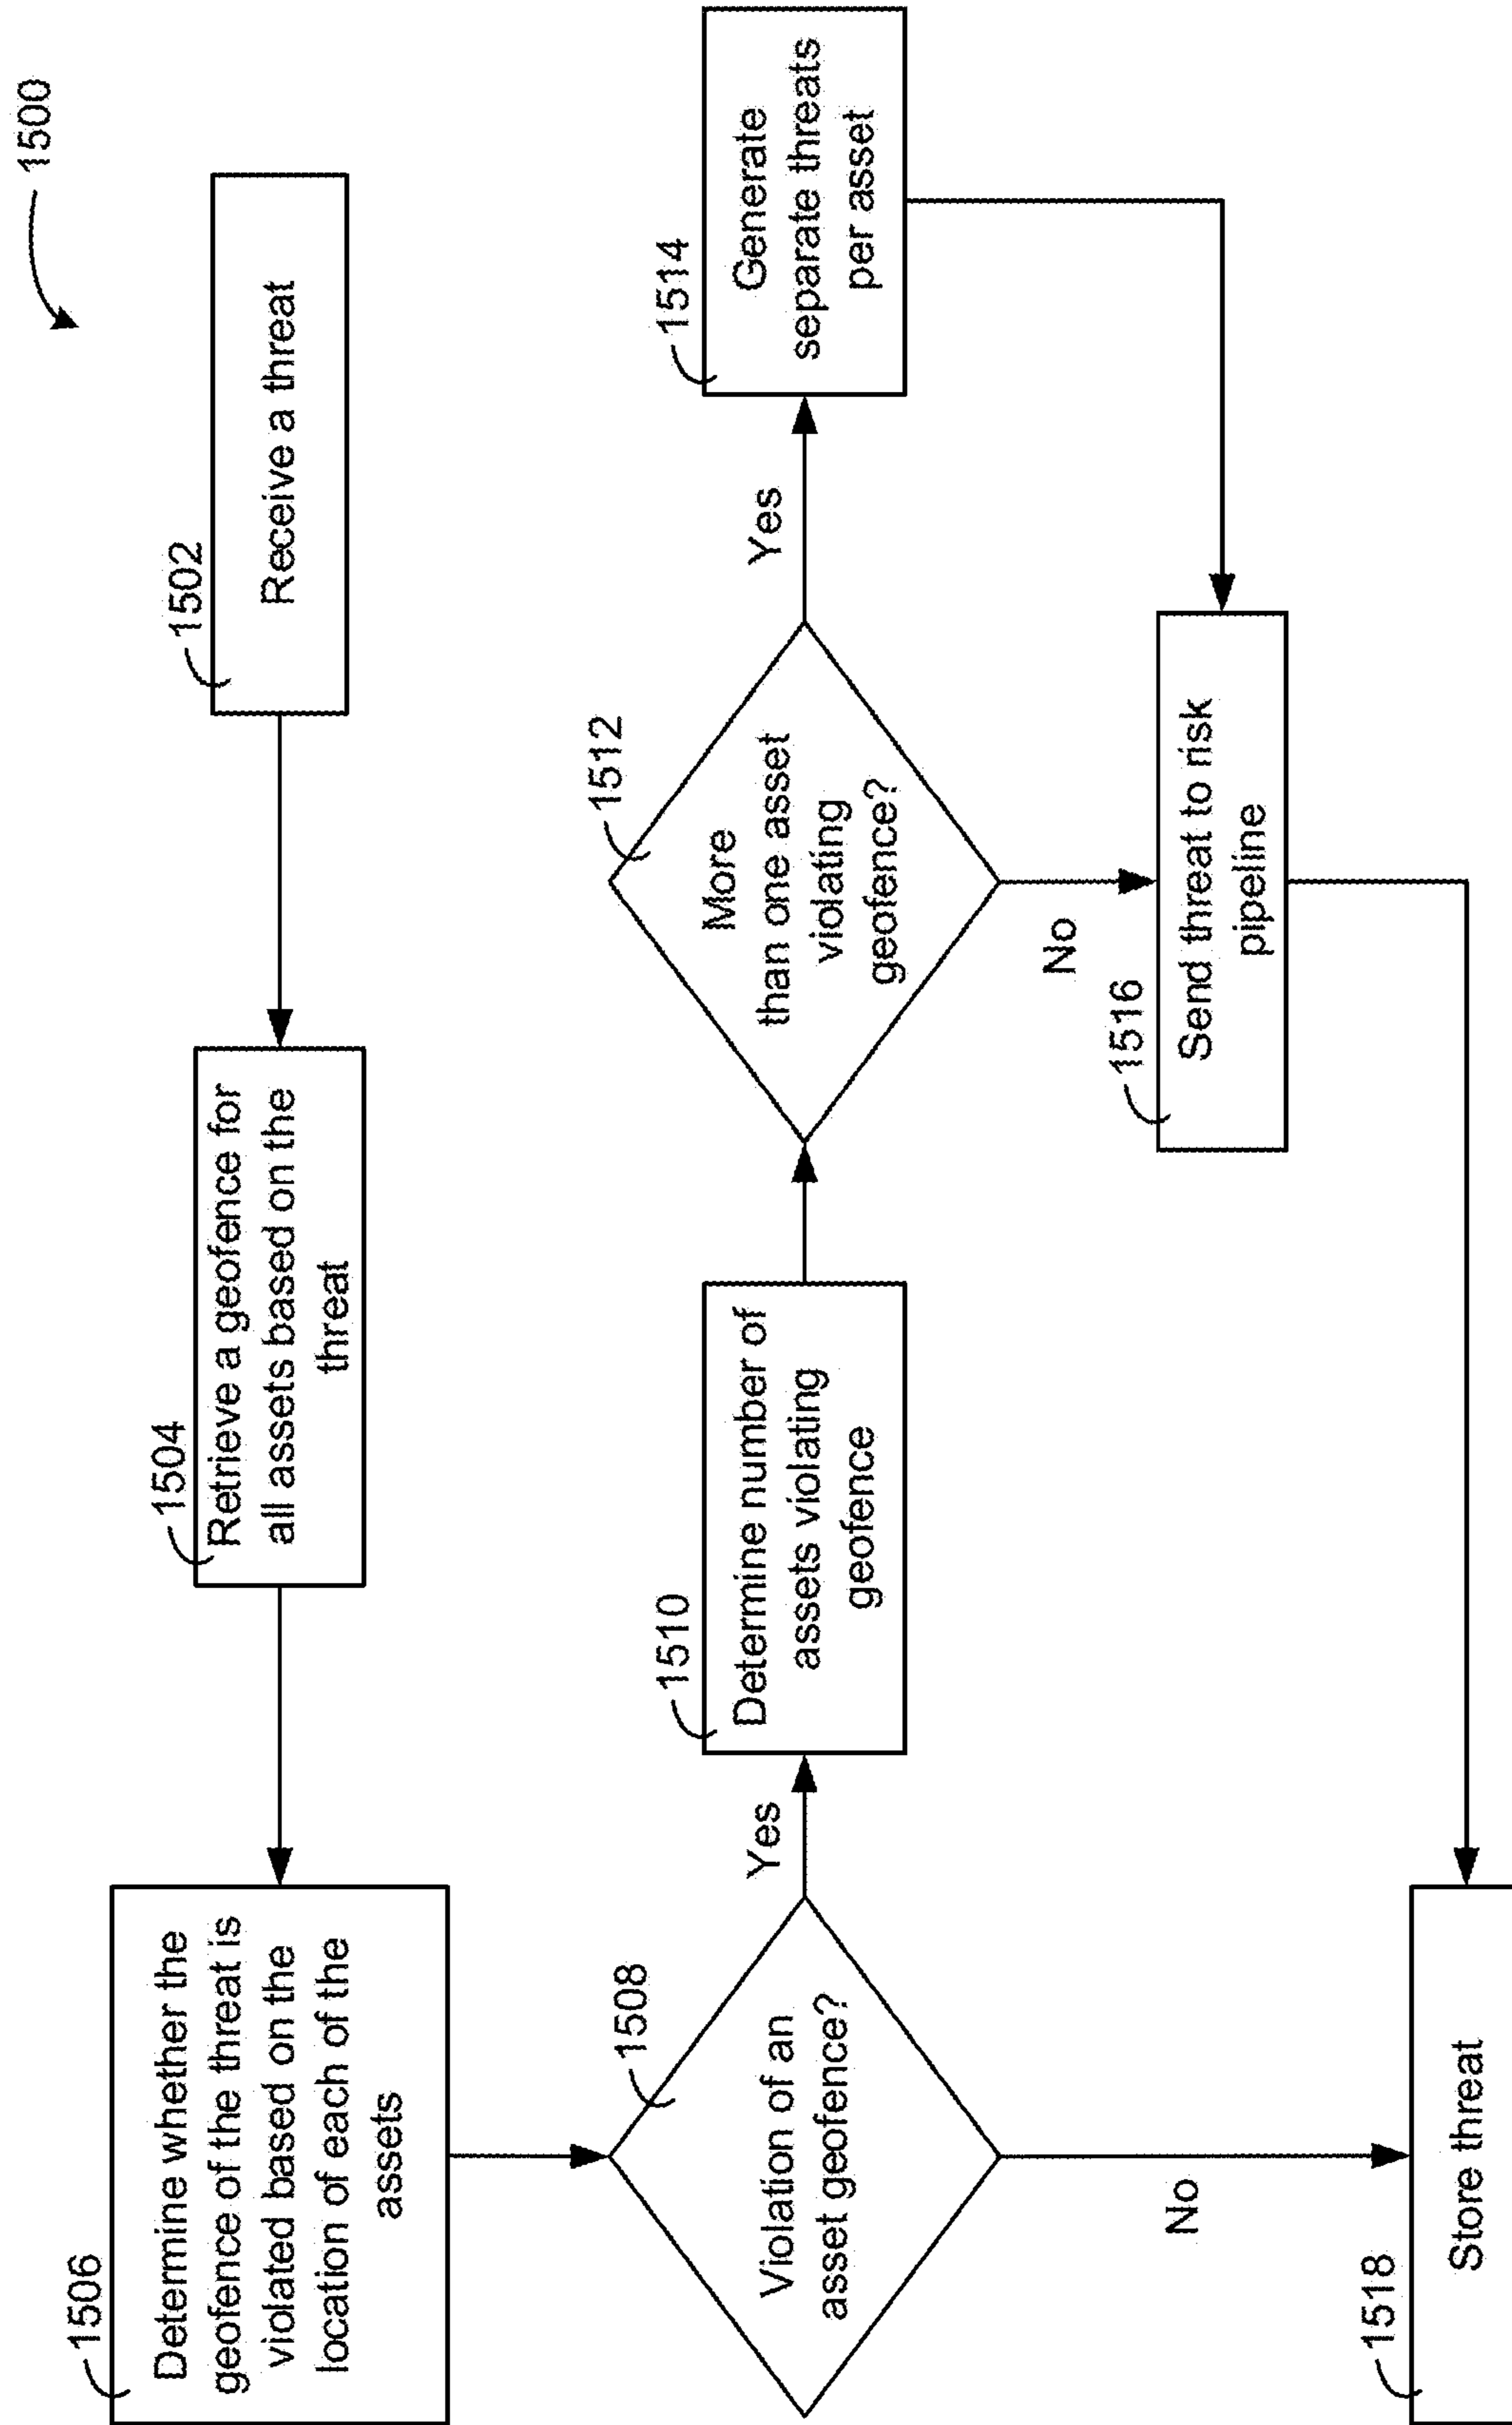 1500
1502
Receive a threat
1504
Retrieve a geofence for
all assets based on the
threat
1506
Determine whether the
geofence of the threat is
violated based on the
location of each of the
assets
1508
Violation of an
asset geofence?
Yes
No
1510
Determine number of
assets violating
geofence
1512
More
than one asset
violating
geofence?
Yes
No
1514
Generate
separate threats
per asset
1516
Send threat to risk
pipeline
1518
Store threat